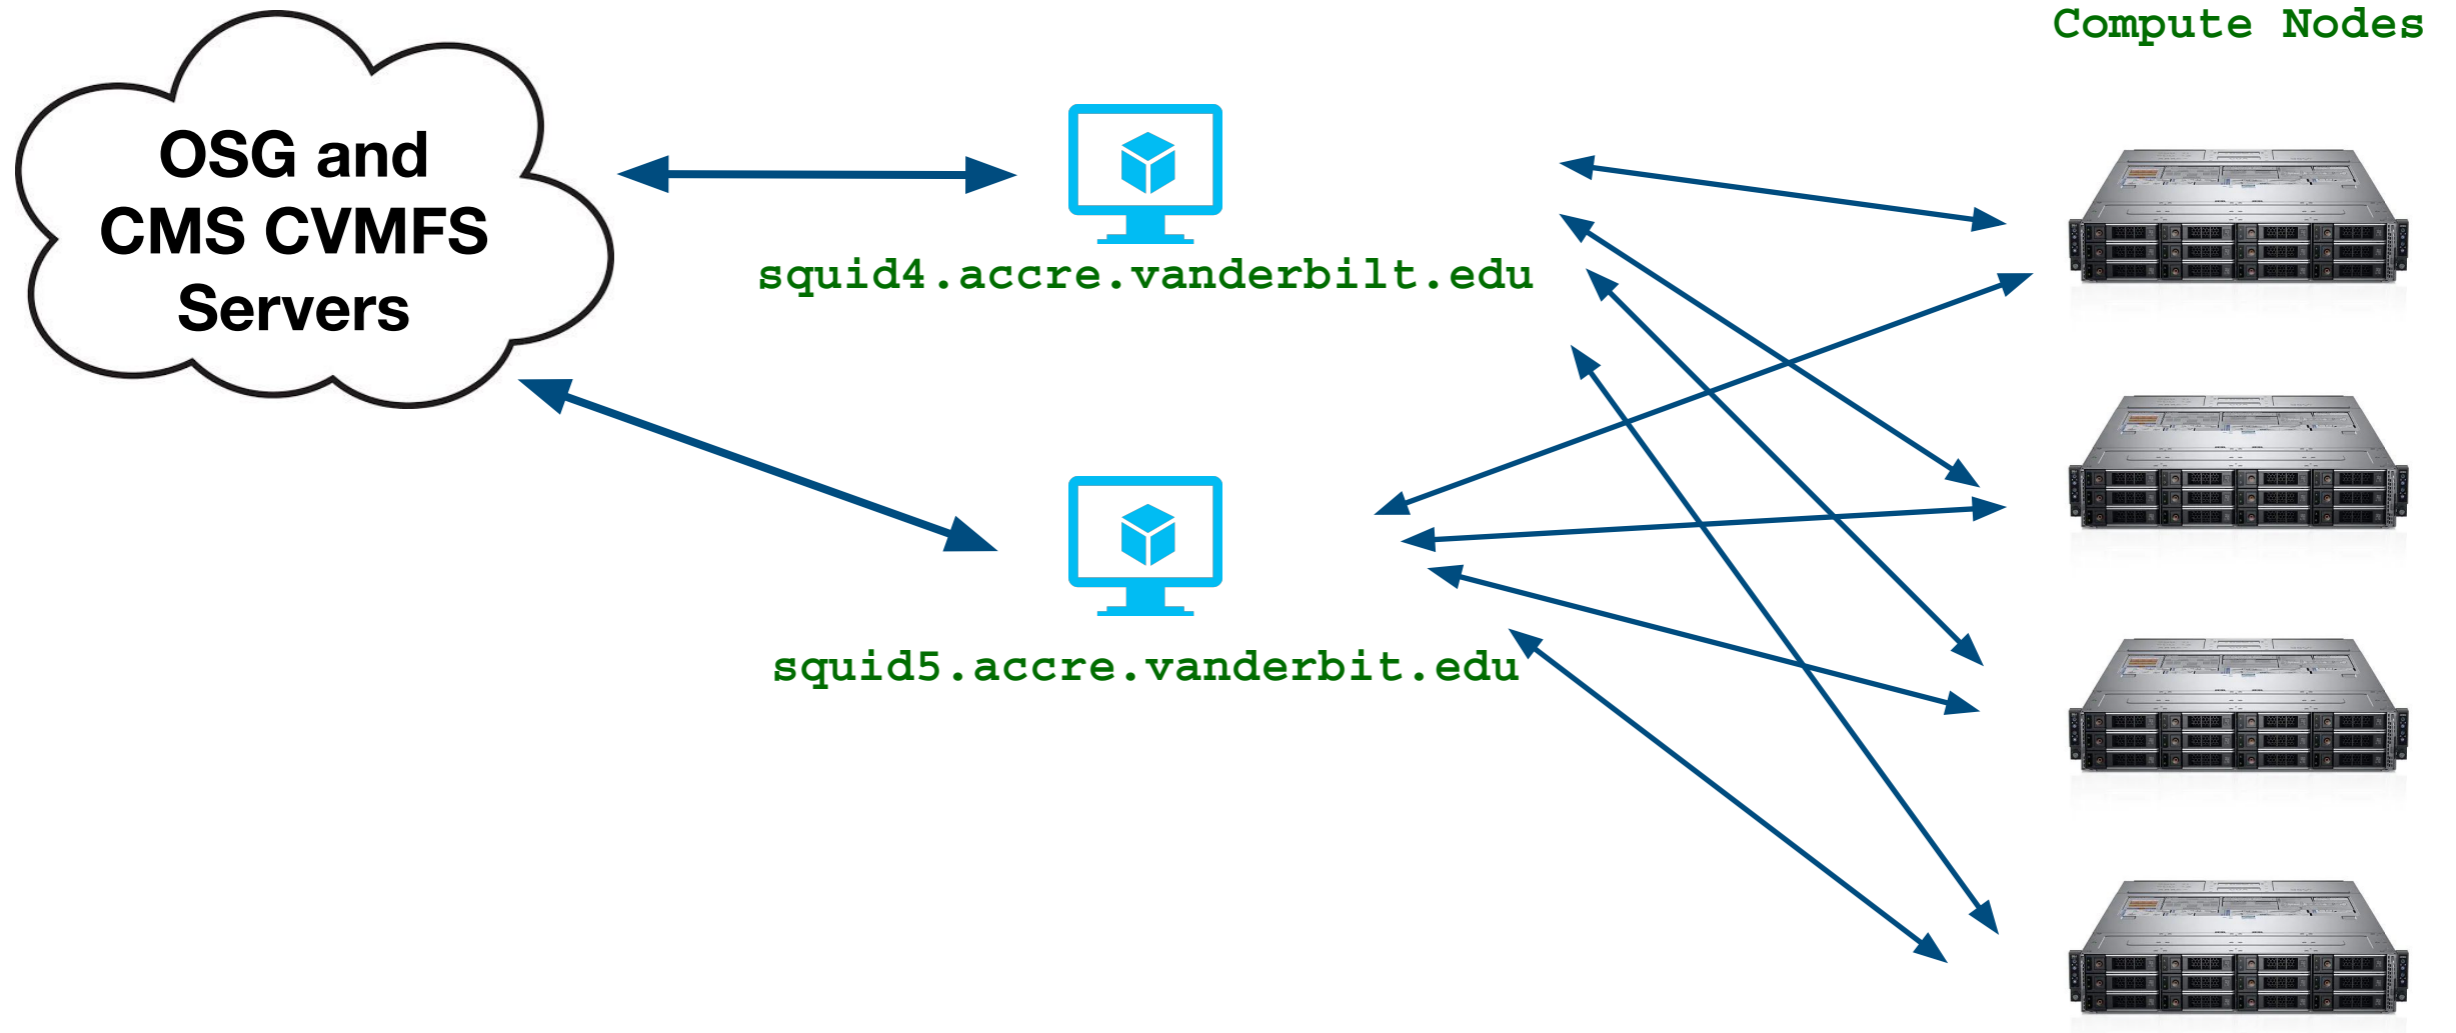 Compute Nodes
OSG and
CMS CVMFS
Servers
squid4.accre.vanderbilt.edu
squid5.accre.vanderbit.edu